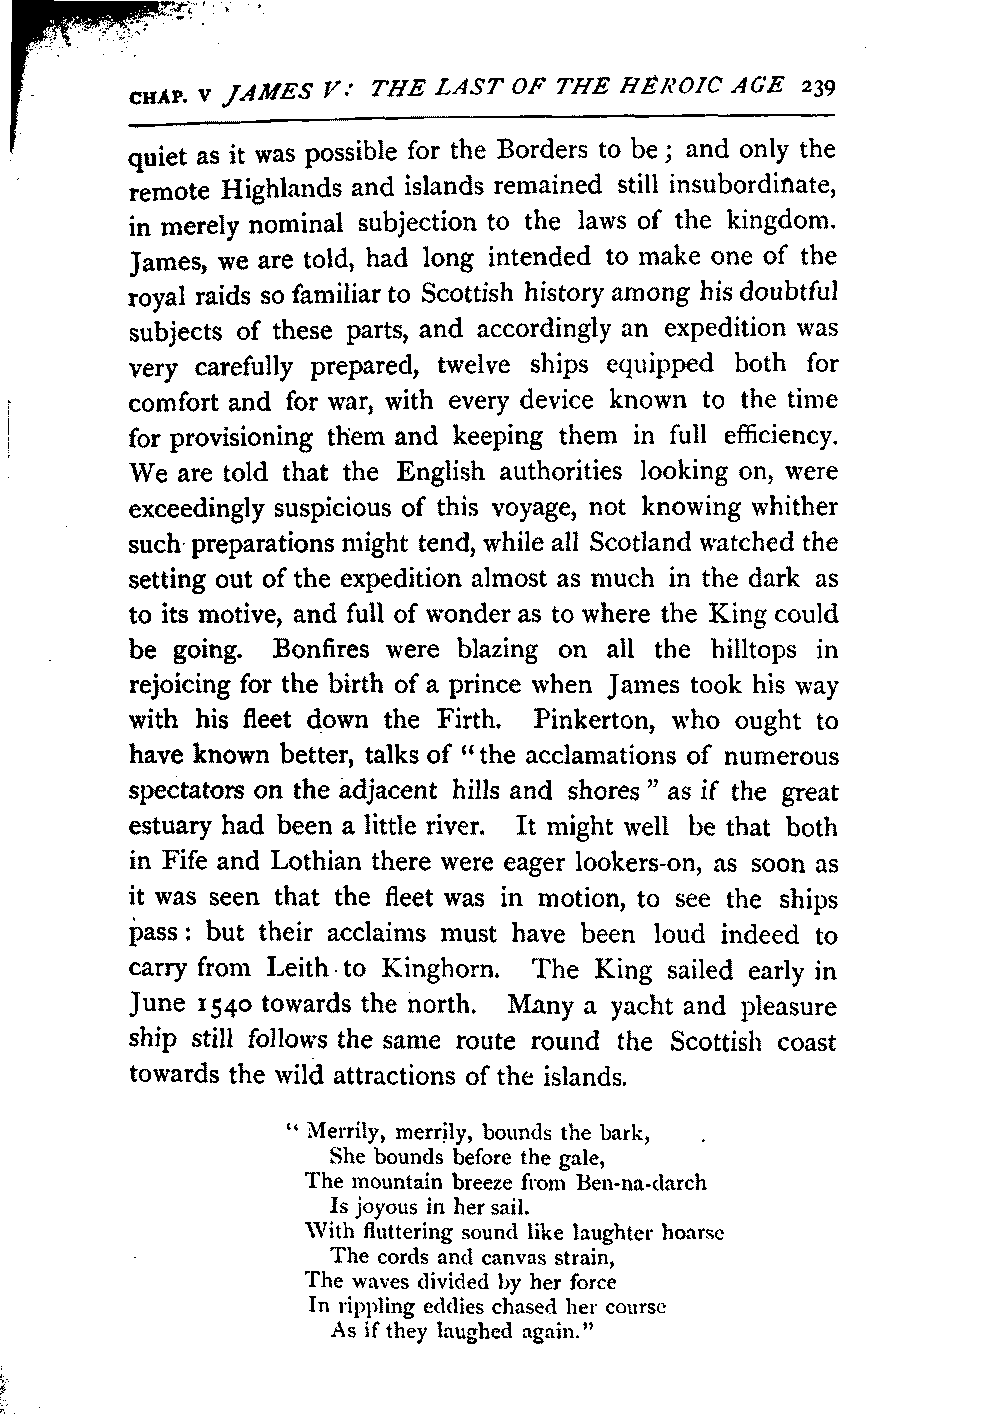 CHAP. V JAMES V: THE LAST OF THE HEROIC AGE 239
quiet as it was possible for the Borders to be; and only the
remote Highlands and islands remained still insubordinate,
in merely nominal subjection to the laws of the kingdom.
James, we are told, had long intended to make one of the
royal raids so familiar to Scottish history among his doubtful
subjects of these parts, and accordingly an expedition was
very carefully prepared, twelve ships equipped both for
comfort and for war, with every device known to the time
for provisioning them and keeping them in full efficiency.
We are told that the English authorities looking on, were
exceedingly suspicious of this voyage, not knowing whither
such preparations might tend, while all Scotland watched the
setting out of the expedition almost as much in the dark as
to its motive, and full of wonder as to where the King could
be going. Bonfires were blazing on all the hilltops in
rejoicing for the birth of a prince when James took his way
with his fleet down the Firth. Pinkerton, who ought to
have known better, talks of "the acclamations of numerous
spectators on the adjacent hills and shores" as if the great
estuary had been a little river. It might well be that both
in Fife and Lothian there were eager lookers-on, as soon as
it was seen that the fleet was in motion, to see the ships
pass: but their acclaims must have been loud indeed to
carry from Leith to Kinghorn. The King sailed early in
June 1540 towards the north. Many a yacht and pleasure
ship still follows the same route round the Scottish coast
towards the wild attractions of the islands.
"Merrily, merrily, bounds the bark,
She bounds before the gale,
The mountain breeze from Ben-na-darch
Is joyous in her sail.
With fluttering sound like laughter hoarse
The cords and canvas strain,
The waves divided by her force
In rippling eddies chased her course
As if they laughed again."